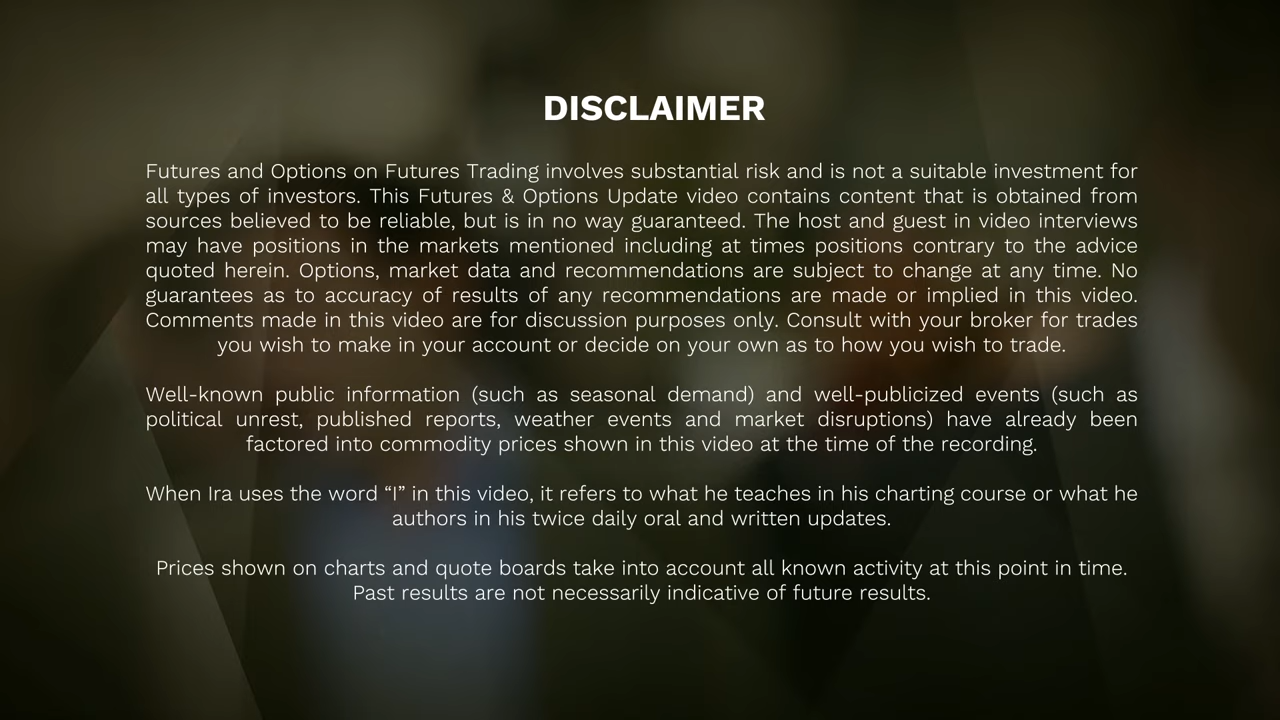 DISCLAIMER
Futures and Options on Futures Trading involves substantial risk and is not a suitable investment for
all types of investors. This Futures & Options Update video contains content that is obtained from
sources believed to be reliable, but is in no way guaranteed. The host and guest in video interviews
may have positions in the markets mentioned including at times positions contrary to the advice
quoted herein. Options, market data and recommendations are subject to change at any time. No
guarantees as to accuracy of results of any recommendations are made or implied in this video.
Comments made in this video are for discussion purposes only. Consult with your broker for trades
you wish to make in your account or decide on your own as to how you wish to trade.
Well-known public information (such as seasonal demand) and well-publicized events (such as
political unrest, published reports, weather events and market disruptions) have already been
factored into commodity prices shown in this video at the time of the recording.
When Ira uses the word “I” in this video, it refers to what he teaches in his charting course or what he
authors in his twice daily oral and written updates.
Prices shown on charts and quote boards take into account all known activity at this point in time.
Past results are not necessarily indicative of future results.